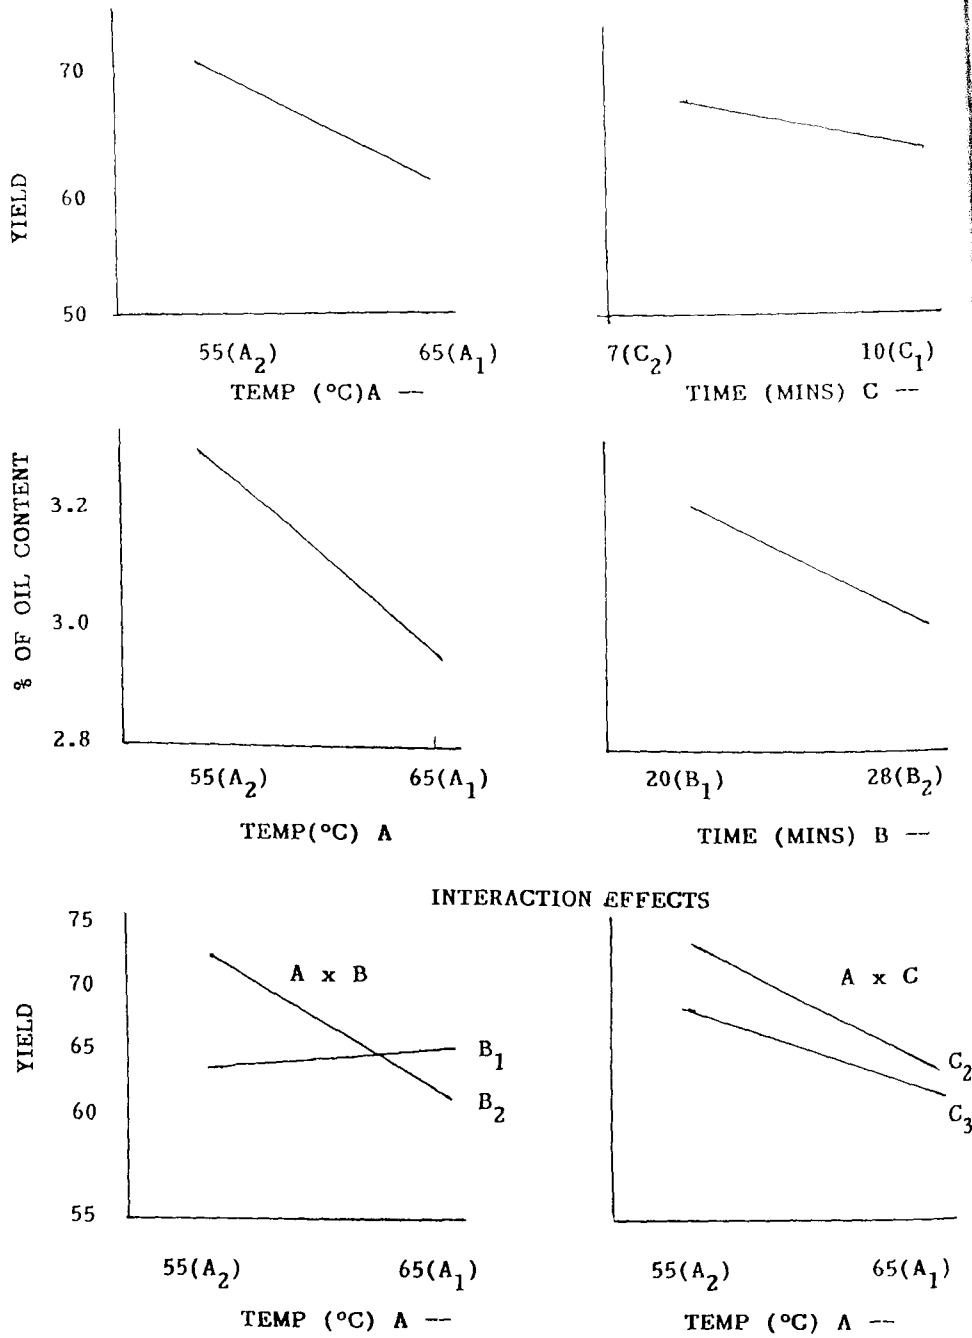 70
YIELD
60
50
55(A2) 65(A1)
TEMP (°C)A —
7(C2) 10(C1)
TIME (MINS) C —
% OF OIL CONTENT
3.2
3.0
2.8
55(A2) 65(A1)
TEMP(°C) A
20(B1) 28(B2)
TIME (MINS) B —
INTERACTION EFFECTS
75
70
YIELD
65
60
55
A x B
B1
B2
55(A2) 65(A1)
TEMP (°C) A —
A x C
C2
C3
55(A2) 65(A1)
TEMP (°C) A —